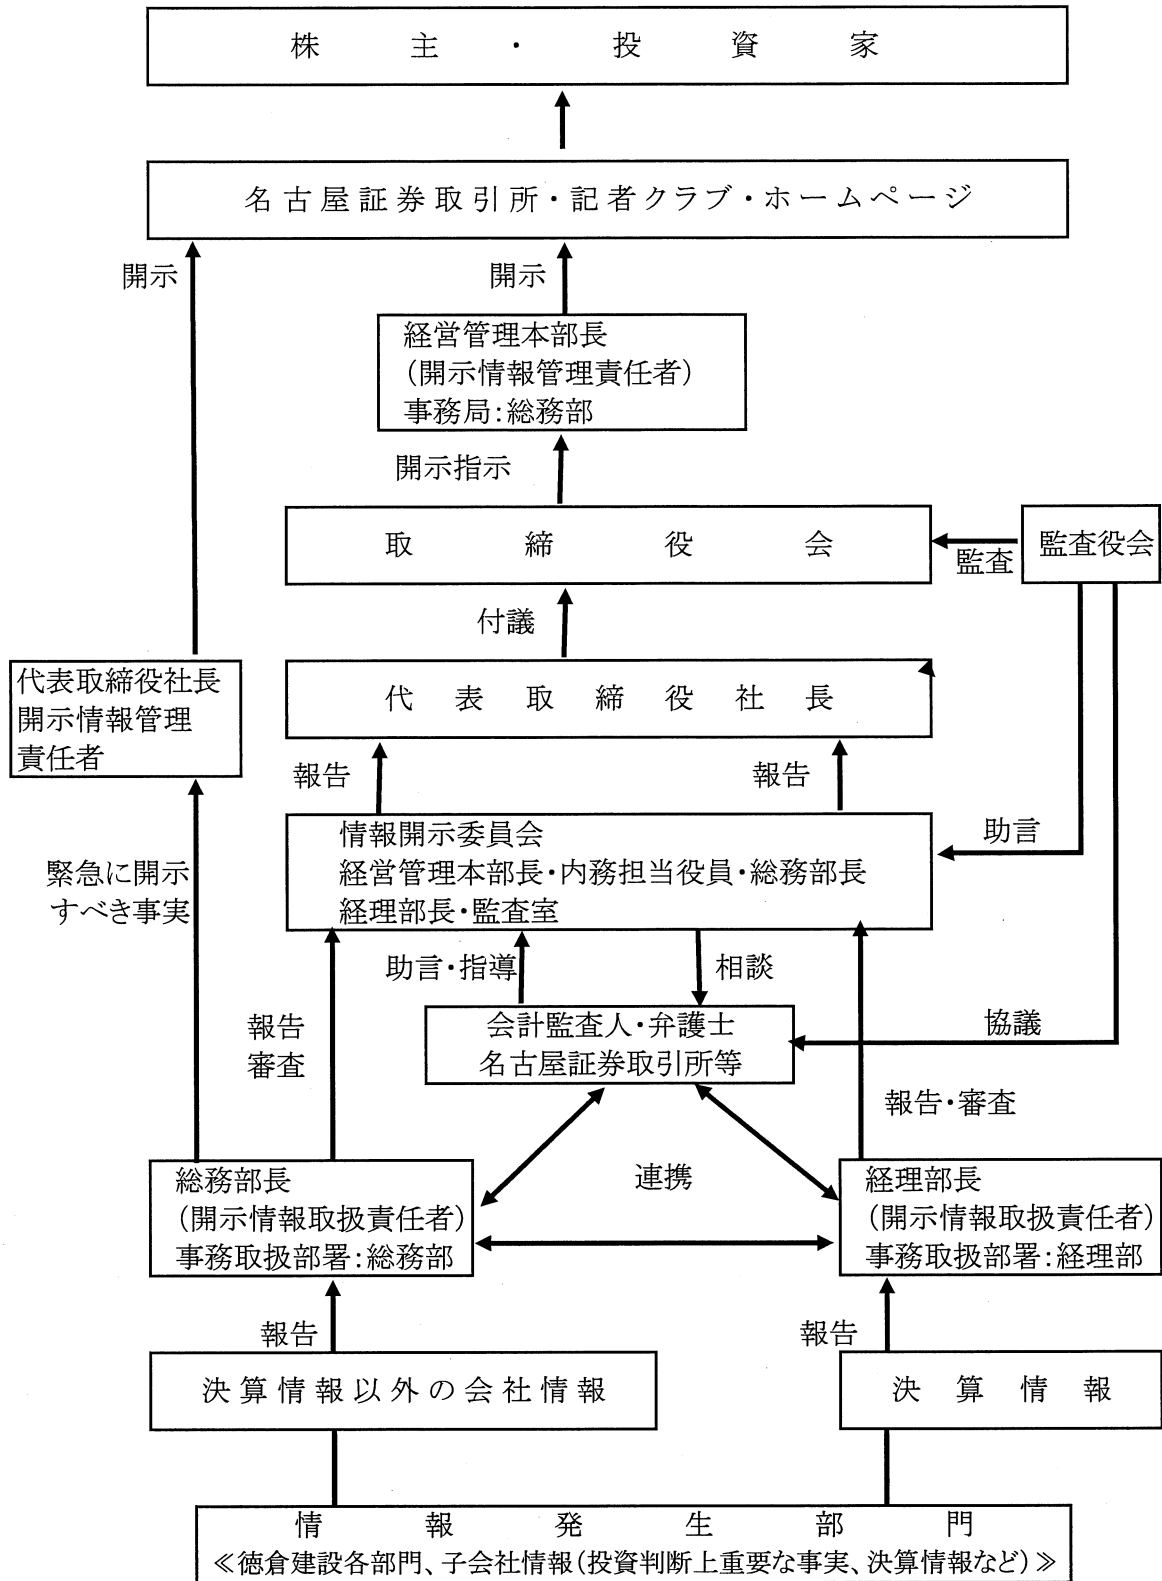 株主・投資家
名古屋証券取引所・記者クラブ・ホームページ
開示
開示
経営管理本部長
(開示情報管理責任者)
事務局:総務部
開示指示
取締役会
監査
監査役会
付議
代表取締役社長
開示情報管理
責任者
代表取締役社長
報告
報告
情報開示委員会
経営管理本部長・内務担当役員・総務部長
経理部長・監査室
助言
緊急に開示
すべき事実
助言・指導
相談
会計監査人・弁護士
名古屋証券取引所等
協議
報告
審査
報告・審査
連携
総務部長
(開示情報取扱責任者)
事務取扱部署:総務部
経理部長
(開示情報取扱責任者)
事務取扱部署:経理部
報告
報告
決算情報以外の会社情報
決算情報
情報発生部門
≪徳倉建設各部門、子会社情報(投資判断上重要な事実、決算情報など)≫